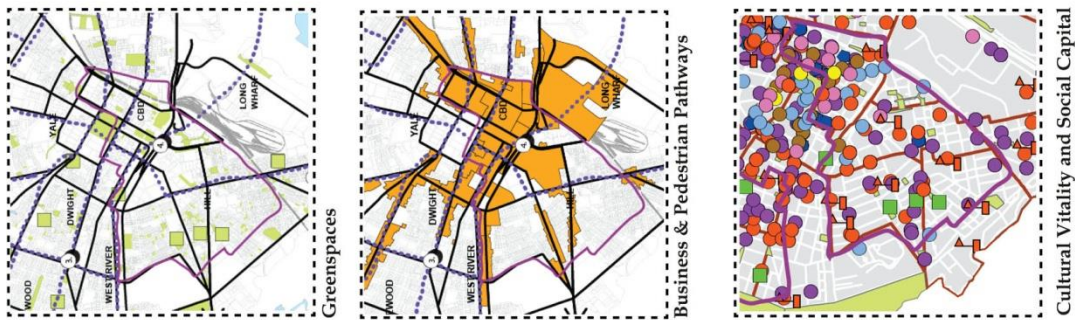 WOOD
YALE
DWIGHT
CBD
LONG
WHARF
WEST RIVER
HILL
3.
4.
Greenspaces
WOOD
YALE
DWIGHT
CBD
LONG
WHARF
WEST RIVER
HILL
3.
4.
Business & Pedestrian Pathways
Cultural Vitality and Social Capital